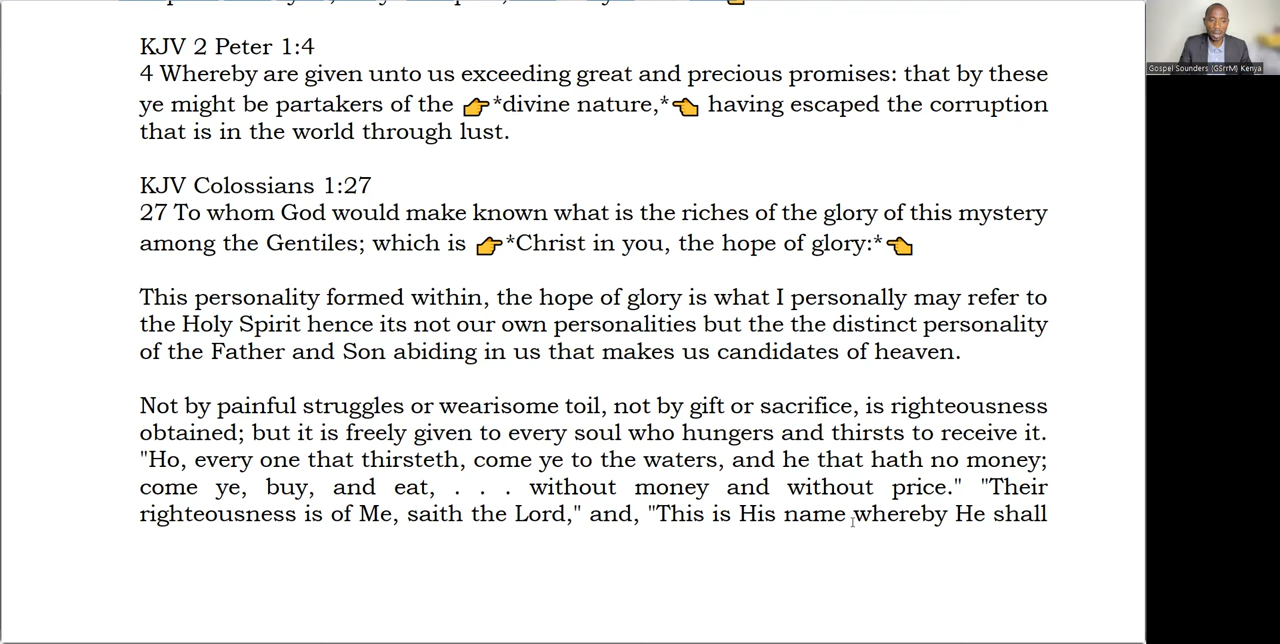 KJV 2 Peter 1:4
4 Whereby are given unto us exceeding great and precious promises: that by these
ye might be partakers of the 👉*divine nature,*👈 having escaped the corruption
that is in the world through lust.
KJV Colossians 1:27
27 To whom God would make known what is the riches of the glory of this mystery
among the Gentiles; which is 👉*Christ in you, the hope of glory:*👈
This personality formed within, the hope of glory is what I personally may refer to
the Holy Spirit hence its not our own personalities but the the distinct personality
of the Father and Son abiding in us that makes us candidates of heaven.
Not by painful struggles or wearisome toil, not by gift or sacrifice, is righteousness
obtained; but it is freely given to every soul who hungers and thirsts to receive it.
"Ho, every one that thirsteth, come ye to the waters, and he that hath no money;
come ye, buy, and eat, . . . without money and without price." "Their
righteousness is of Me, saith the Lord," and, "This is His name whereby He shall
Gospel Sounders (GSrrM) Kenya